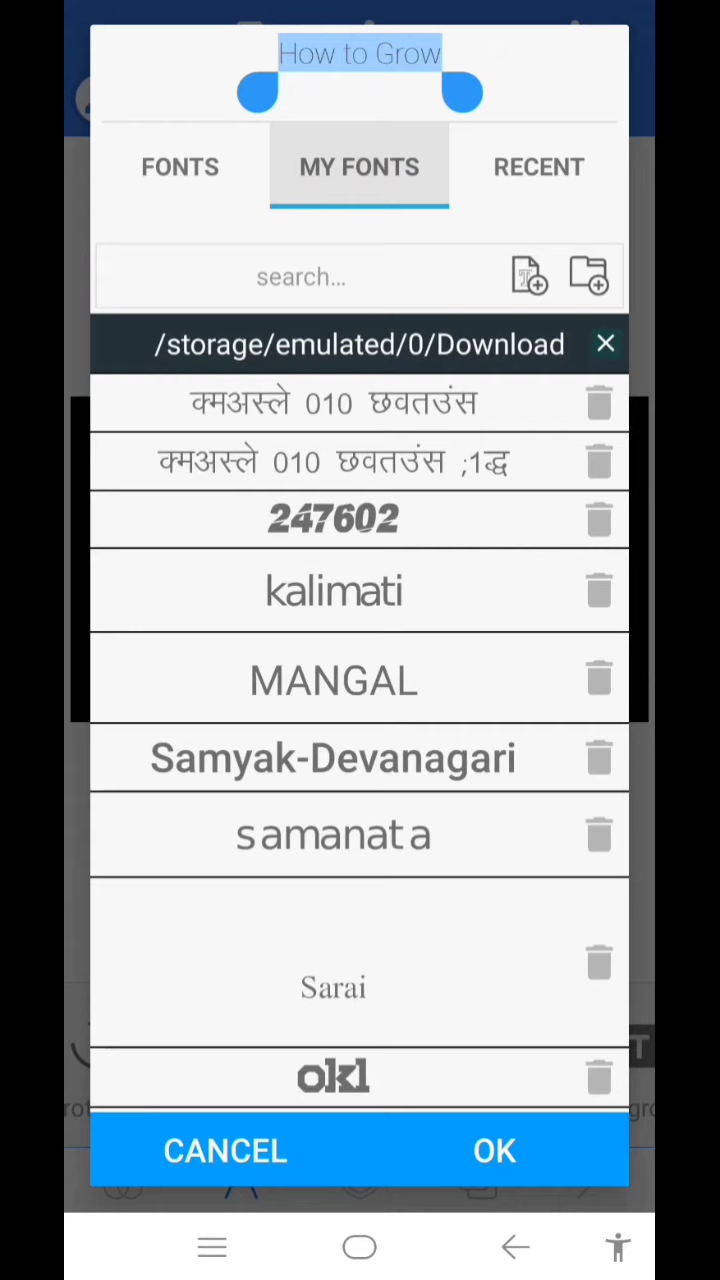 How to Grow
FONTS MY FONTS RECENT
search...
/storage/emulated/0/Download
क्मअस्ले 010 छवतउंस
क्मअस्ले 010 छवतउंस ;1द्ध
247602
kalimati
MANGAL
Samyak-Devanagari
samanata
Sarai
okl
CANCEL OK